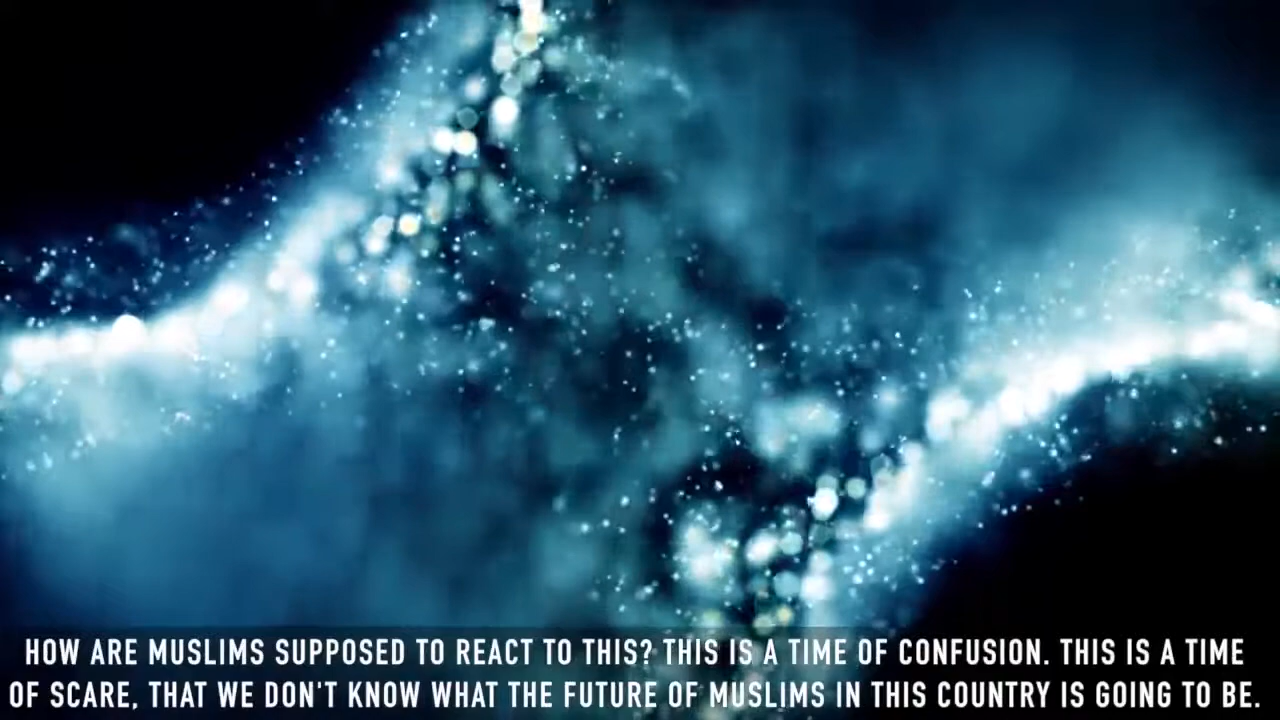 HOW ARE MUSLIMS SUPPOSED TO REACT TO THIS? THIS IS A TIME OF CONFUSION. THIS IS A TIME
OF SCARE, THAT WE DON'T KNOW WHAT THE FUTURE OF MUSLIMS IN THIS COUNTRY IS GOING TO BE.